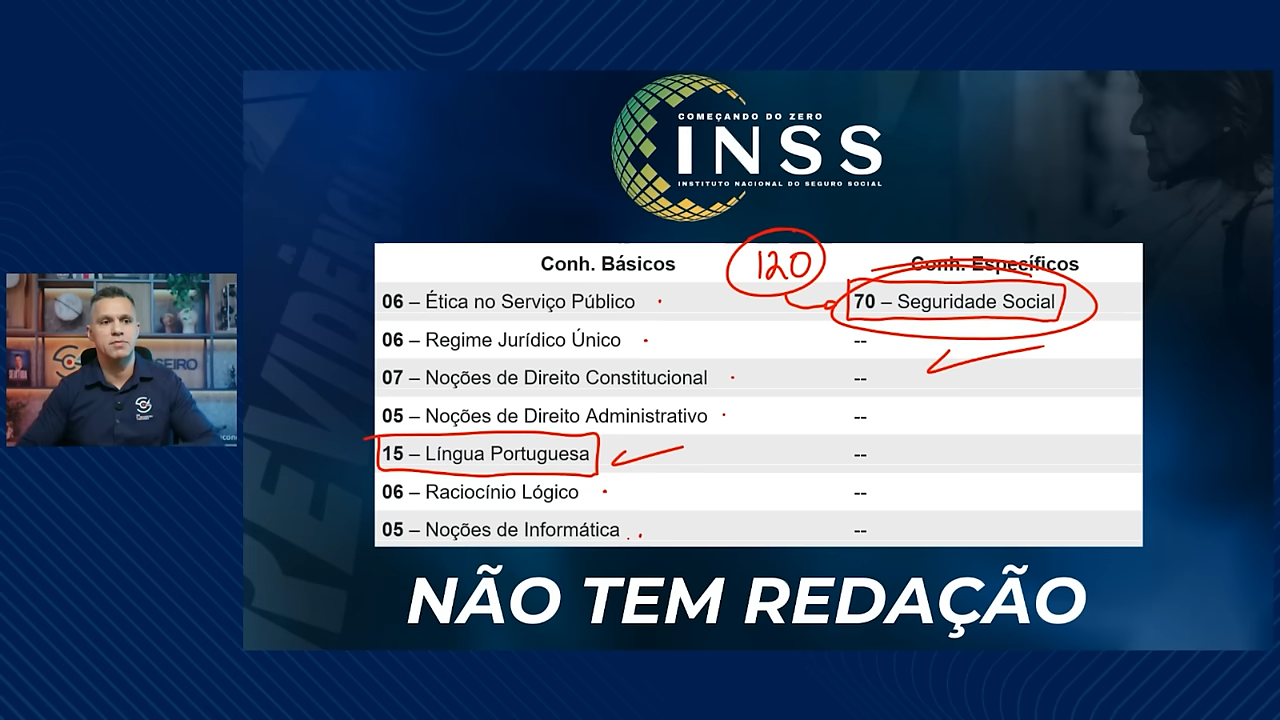 COMEÇANDO DO ZERO
INSS
INSTITUTO NACIONAL DO SEGURO SOCIAL
Conh. Básicos
120
Conh. Específicos
06 – Ética no Serviço Público
70 – Seguridade Social
06 – Regime Jurídico Único
--
07 – Noções de Direito Constitucional
--
05 – Noções de Direito Administrativo
--
15 – Língua Portuguesa
--
06 – Raciocínio Lógico
--
05 – Noções de Informática
--
NÃO TEM REDAÇÃO